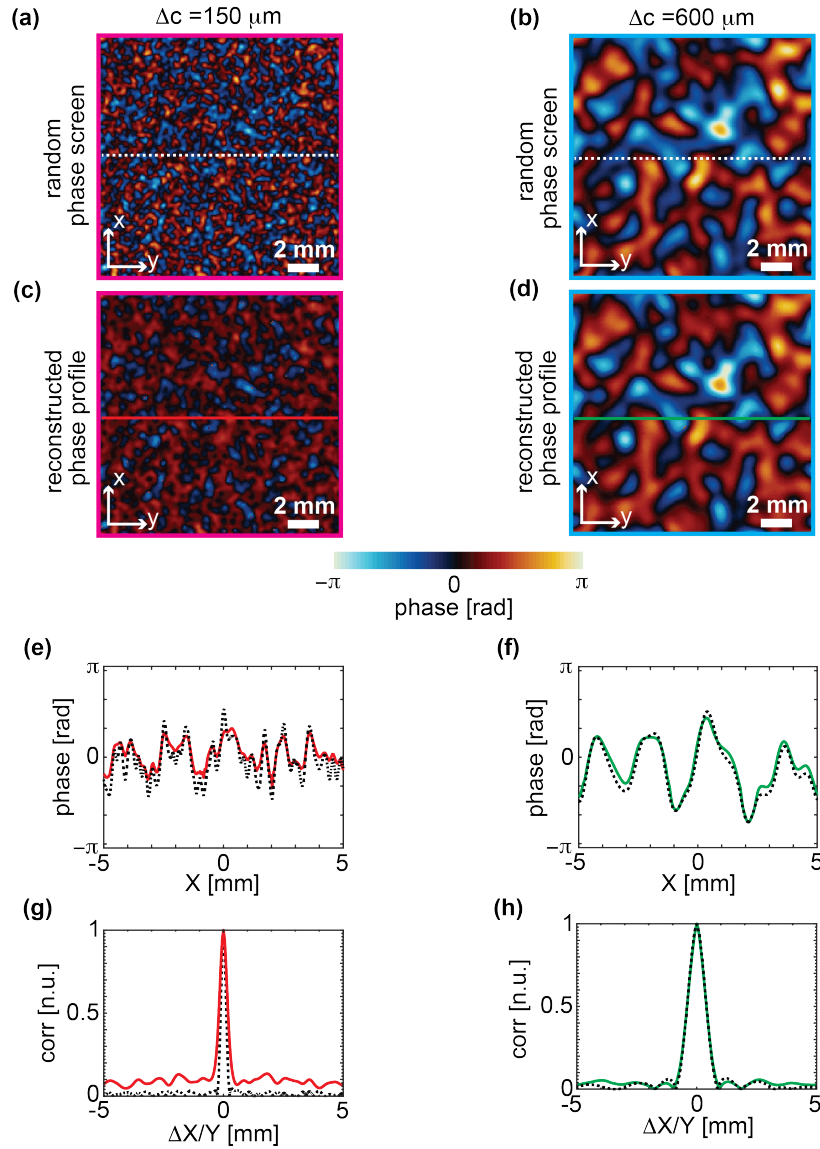 (a) Δc =150 μm
(b) Δc =600 μm
random
phase screen
x
y
2 mm
random
phase screen
x
y
2 mm
(c)
reconstructed
phase profile
x
y
2 mm
(d)
reconstructed
phase profile
x
y
2 mm
−π 0 π
phase [rad]
(e)
π
0
−π
phase [rad]
-5 0 5
X [mm]
(f)
π
0
−π
phase [rad]
-5 0 5
X [mm]
(g)
1
0.5
0
corr [n.u.]
-5 0 5
ΔX/Y [mm]
(h)
1
0.5
0
corr [n.u.]
-5 0 5
ΔX/Y [mm]